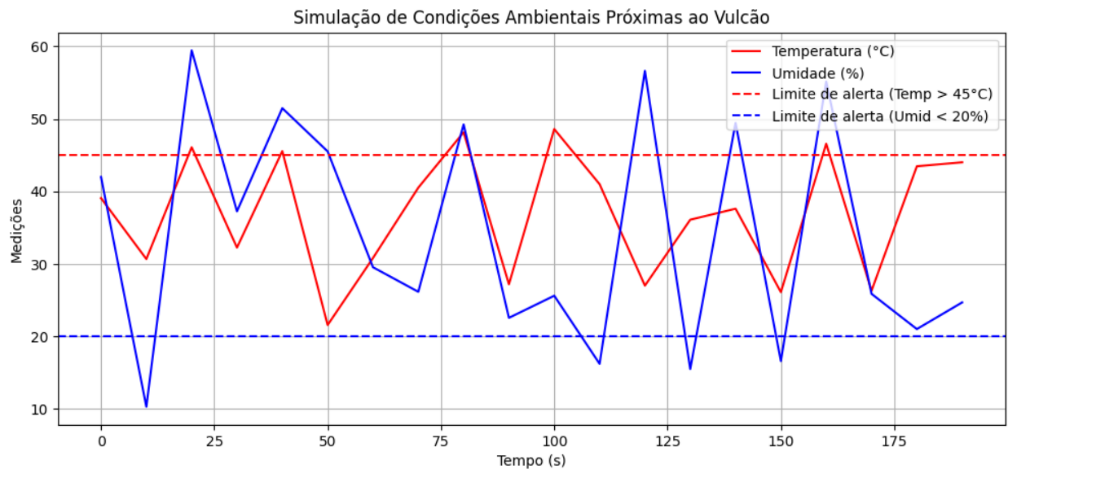 Simulação de Condições Ambientais Próximas ao Vulcão
Temperatura (°C)
Umidade (%)
Limite de alerta (Temp > 45°C)
Limite de alerta (Umid < 20%)
Medições
60
50
40
30
20
10
0
25
50
75
100
125
150
175
Tempo (s)